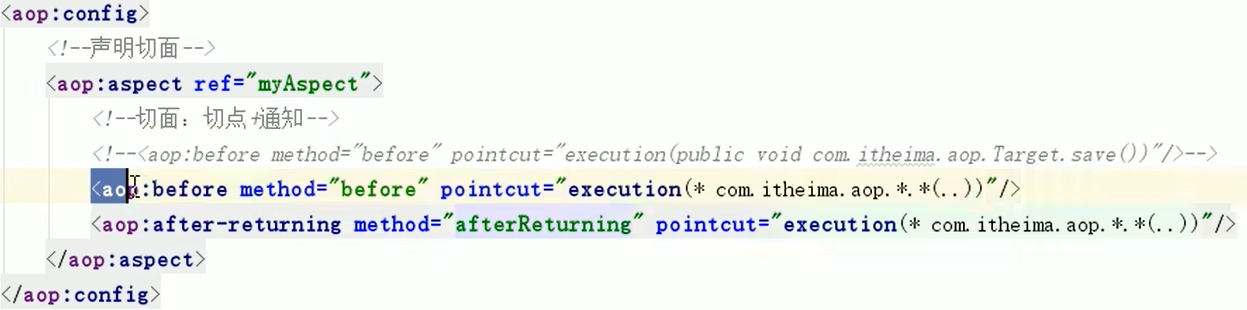 <aop:config>
<!--声明切面-->
<aop:aspect ref="myAspect">
<!--切面：切点+通知-->
<!--<aop:before method="before" pointcut="execution(public void com.itheima.aop.Target.save())"/>-->
<aop:before method="before" pointcut="execution(* com.itheima.aop.*.*(..))"/>
<aop:after-returning method="afterReturning" pointcut="execution(* com.itheima.aop.*.*(..))"/>
</aop:aspect>
</aop:config>